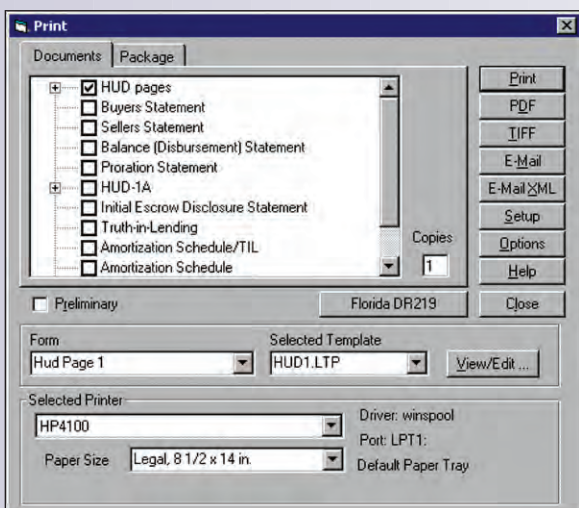 Print
Documents
Package
HUD pages
Buyers Statement
Sellers Statement
Balance (Disbursement) Statement
Proration Statement
HUD-1A
Initial Escrow Disclosure Statement
Truth-in-Lending
Amortization Schedule/TIL
Amortization Schedule
Copies
1
Print
PDF
TIFF
E-Mail
E-Mail XML
Setup
Options
Help
Close
Preliminary
Florida DR219
Form
Selected Template
Hud Page 1
HUD1.LTP
View/Edit ...
Selected Printer
HP4100
Driver: winspool
Port: LPT1:
Paper Size
Legal, 8 1/2 x 14 in.
Default Paper Tray